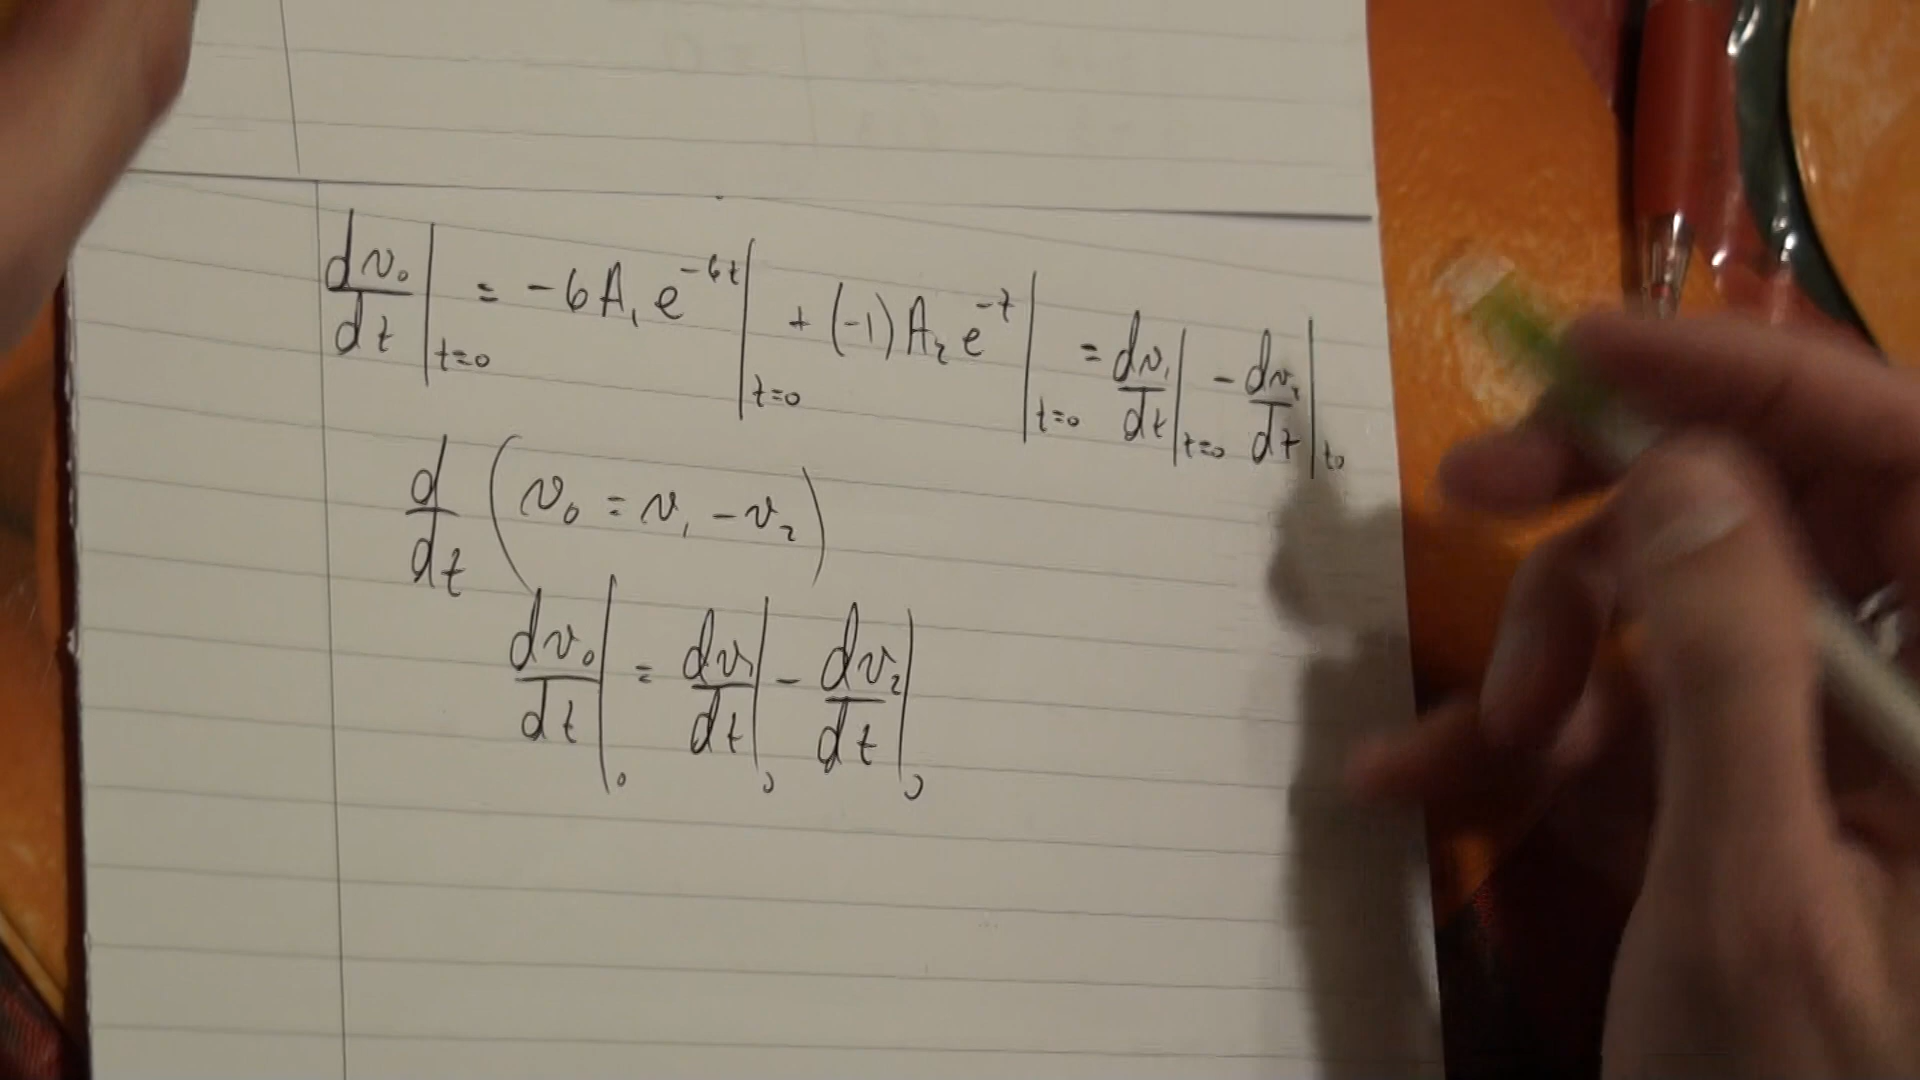 dv₀/dt |t=0 = -6A₁e^-6t |t=0 + (-1)A₂e^-t |t=0 = dv₁/dt |t=0 - dv₂/dt |t0
d/dt (v₀ = v₁ - v₂)
dv₀/dt |₀ = dv₁/dt |₀ - dv₂/dt |₀